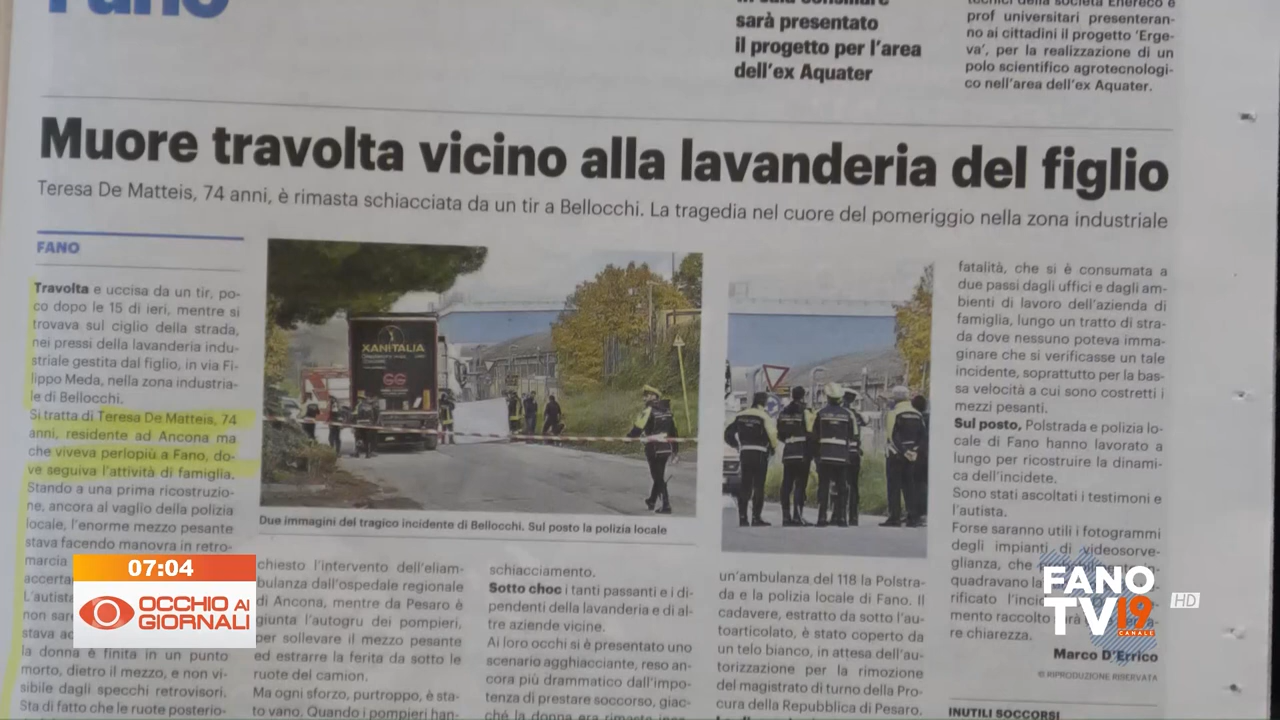 Fano
sarà presentato
il progetto per l'area
dell'ex Aquater
tecnici della società Enereco e
prof universitari presenteran-
no ai cittadini il progetto 'Erge-
va', per la realizzazione di un
polo scientifico agrotecnologi-
co nell'area dell'ex Aquater.
Muore travolta vicino alla lavanderia del figlio
Teresa De Matteis, 74 anni, è rimasta schiacciata da un tir a Bellocchi. La tragedia nel cuore del pomeriggio nella zona industriale
FANO
Travolta e uccisa da un tir, po-
co dopo le 15 di ieri, mentre si
trovava sul ciglio della strada,
nei pressi della lavanderia indu-
striale gestita dal figlio, in via Fi-
lippo Meda, nella zona industria-
le di Bellocchi.
Si tratta di Teresa De Matteis, 74
anni, residente ad Ancona ma
che viveva perlopiù a Fano, do-
ve seguiva l'attività di famiglia.
Stando a una prima ricostruzio-
ne, ancora al vaglio della polizia
locale, l'enorme mezzo pesante
stava facendo manovra in retro-
marcia
accerta
L'autista
non sare
stava ac
la donna è finita in un punto
morto, dietro il mezzo, e non vi-
sibile dagli specchi retrovisori.
Sta di fatto che le ruote posterio-
XANITALIA
Due immagini del tragico incidente di Bellocchi. Sul posto la polizia locale
chiesto l'intervento dell'eliam-
bulanza dall'ospedale regionale
di Ancona, mentre da Pesaro è
giunta l'autogru dei pompieri,
per sollevare il mezzo pesante
ed estrarre la ferita da sotto le
ruote del camion.
Ma ogni sforzo, purtroppo, è sta-
to vano. Quando i pompieri han-
schiacciamento.
Sotto choc i tanti passanti e i di-
pendenti della lavanderia e di al-
tre aziende vicine.
Ai loro occhi si è presentato uno
scenario agghiacciante, reso an-
cora più drammatico dall'impo-
tenza di prestare soccorso, giac-
ché la donna era rimasta
un'ambulanza del 118 la Polstra-
da e la polizia locale di Fano. Il
cadavere, estratto da sotto l'au-
toarticolato, è stato coperto da
un telo bianco, in attesa dell'au-
torizzazione per la rimozione
del magistrato di turno della Pro-
cura della Repubblica di Pesaro.
fatalità, che si è consumata a
due passi dagli uffici e dagli am-
bienti di lavoro dell'azienda di
famiglia, lungo un tratto di stra-
da dove nessuno poteva imma-
ginare che si verificasse un tale
incidente, soprattutto per la bas-
sa velocità a cui sono costretti i
mezzi pesanti.
Sul posto, Polstrada e polizia lo-
cale di Fano hanno lavorato a
lungo per ricostruire la dinami-
ca dell'incidete.
Sono stati ascoltati i testimoni e
l'autista.
Forse saranno utili i fotogrammi
degli impianti di videosorve-
glianza, che
quadravano la
rificato l'inci
mento raccolto
re chiarezza.
Marco D'Errico
© RIPRODUZIONE RISERVATA
INUTILI SOCCORSI
07:04
OCCHIO AI
GIORNALI
FANO
TV 19
CANALE
HD